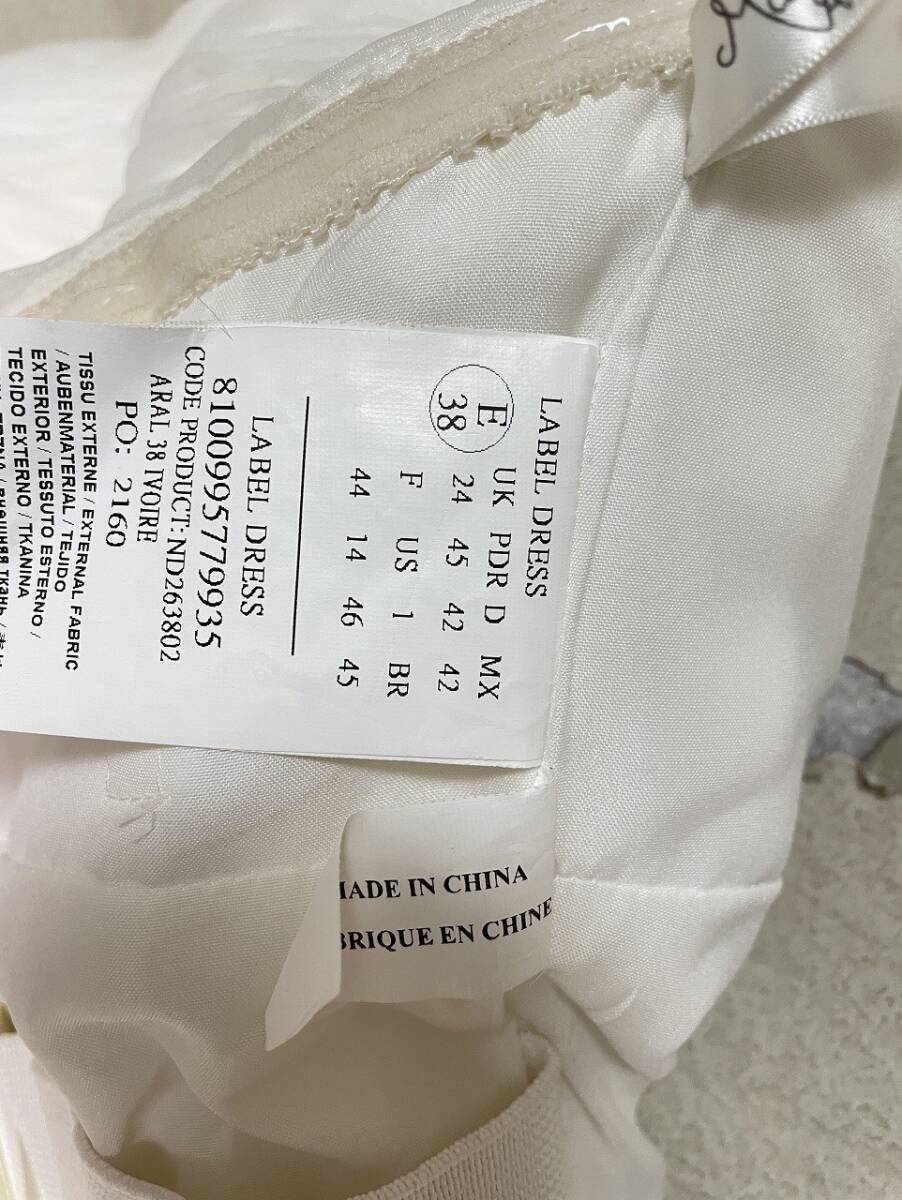 LABEL DRESS
E UK PDR D MX
38 24 45 42 42
F US 1 BR
44 14 46 45
LABEL DRESS
8100995779935
CODE PRODUCT:ND263802
ARAL 38 IVOIRE
PO: 2160
TISSU EXTERNE / EXTERNAL FABRIC
/ AUBENMATERIAL / TEJIDO
EXTERIOR / TESSUTO ESTERNO /
TECIDO EXTERNO / TKANINA
/ внешняя ткань /
MADE IN CHINA
BRIQUE EN CHINE